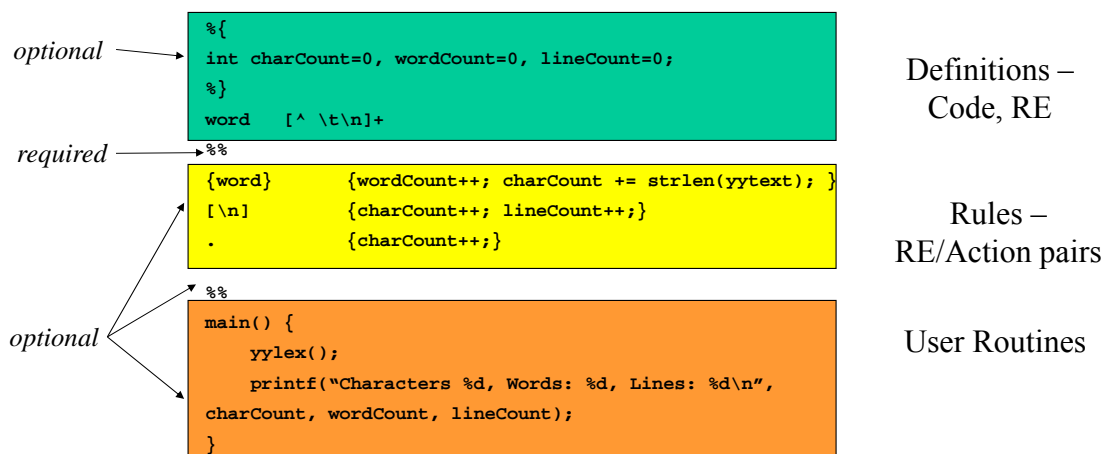 %{
optional
int charCount=0, wordCount=0, lineCount=0;
%}
word [^ \t\n]+
Definitions –
Code, RE
required
%%
{word} {wordCount++; charCount += strlen(yytext); }
[\n] {charCount++; lineCount++;}
. {charCount++;}
Rules –
RE/Action pairs
%%
optional
main() {
yylex();
printf(“Characters %d, Words: %d, Lines: %d\n”,
charCount, wordCount, lineCount);
}
User Routines